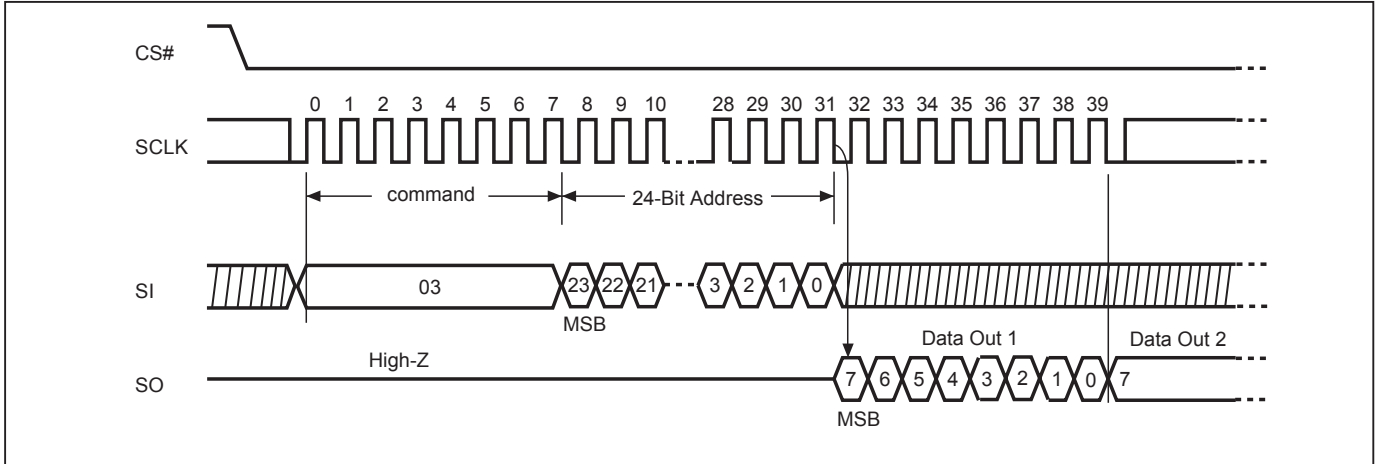 CS#
0 1 2 3 4 5 6 7 8 9 10 28 29 30 31 32 33 34 35 36 37 38 39
SCLK
command 24-Bit Address
SI 03 23 22 21 3 2 1 0
MSB
Data Out 1 Data Out 2
High-Z
SO 7 6 5 4 3 2 1 0 7
MSB